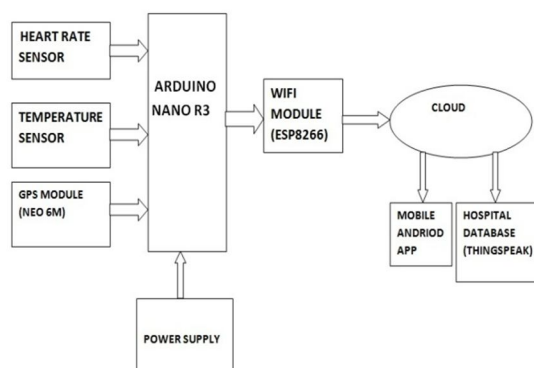 HEART RATE
SENSOR
TEMPERATURE
SENSOR
GPS MODULE
(NEO 6M)
ARDUINO
NANO R3
POWER SUPPLY
WIFI
MODULE
(ESP8266)
CLOUD
MOBILE
ANDRIOD
APP
HOSPITAL
DATABASE
(THINGSPEAK)